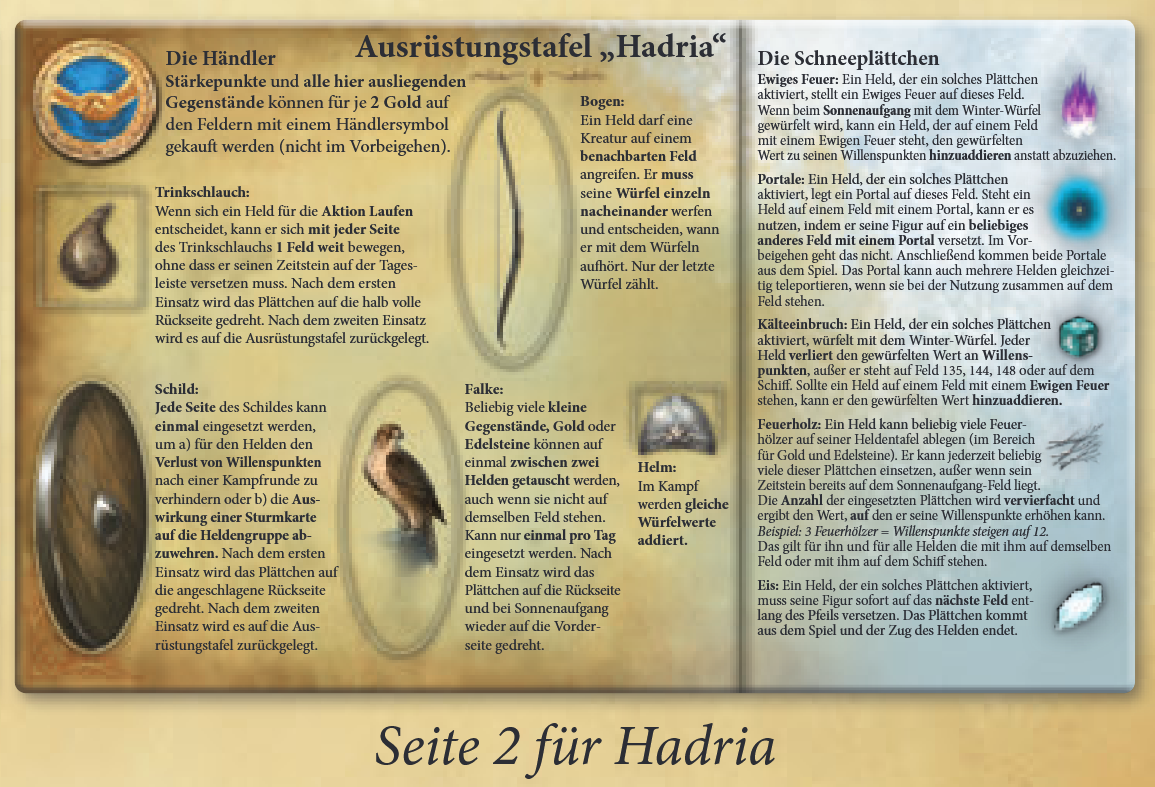 Ausrüstungstafel „Hadria“
Die Händler
Stärkepunkte und alle hier ausliegenden
Gegenstände können für je 2 Gold auf
den Feldern mit einem Händlersymbol
gekauft werden (nicht im Vorbeigehen).
Trinkschlauch:
Wenn sich ein Held für die Aktion Laufen
entscheidet, kann er sich mit jeder Seite
des Trinkschlauchs 1 Feld weit bewegen,
ohne dass er seinen Zeitstein auf der Tages-
leiste versetzen muss. Nach dem ersten
Einsatz wird das Plättchen auf die halb volle
Rückseite gedreht. Nach dem zweiten Einsatz
wird es auf die Ausrüstungstafel zurückgelegt.
Bogen:
Ein Held darf eine
Kreatur auf einem
benachbarten Feld
angreifen. Er muss
seine Würfel einzeln
nacheinander werfen
und entscheiden, wann
er mit dem Würfeln
aufhört. Nur der letzte
Würfel zählt.
Schild:
Jede Seite des Schildes kann
einmal eingesetzt werden,
um a) für den Helden den
Verlust von Willenspunkten
nach einer Kampfrunde zu
verhindern oder b) die Aus-
wirkung einer Sturmkarte
auf die Heldengruppe ab-
zuwehren. Nach dem ersten
Einsatz wird das Plättchen auf
die angeschlagene Rückseite
gedreht. Nach dem zweiten
Einsatz wird es auf die Aus-
rüstungstafel zurückgelegt.
Falke:
Beliebig viele kleine
Gegenstände, Gold oder
Edelsteine können auf
einmal zwischen zwei
Helden getauscht werden,
auch wenn sie nicht auf
demselben Feld stehen.
Kann nur einmal pro Tag
eingesetzt werden. Nach
dem Einsatz wird das
Plättchen auf die Rückseite
und bei Sonnenaufgang
wieder auf die Vorder-
seite gedreht.
Helm:
Im Kampf
werden gleiche
Würfelwerte
addiert.
Die Schneeplättchen
Ewiges Feuer: Ein Held, der ein solches Plättchen
aktiviert, stellt ein Ewiges Feuer auf dieses Feld.
Wenn beim Sonnenaufgang mit dem Winter-Würfel
gewürfelt wird, kann ein Held, der auf einem Feld
mit einem Ewigen Feuer steht, den gewürfelten
Wert zu seinen Willenspunkten hinzuaddieren anstatt abzuziehen.
Portale: Ein Held, der ein solches Plättchen
aktiviert, legt ein Portal auf dieses Feld. Steht ein
Held auf einem Feld mit einem Portal, kann er es
nutzen, indem er seine Figur auf ein beliebiges
anderes Feld mit einem Portal versetzt. Im Vor-
beigehen geht das nicht. Anschließend kommen beide Portale
aus dem Spiel. Das Portal kann auch mehrere Helden gleichzei-
tig teleportieren, wenn sie bei der Nutzung zusammen auf dem
Feld stehen.
Kälteeinbruch: Ein Held, der ein solches Plättchen
aktiviert, würfelt mit dem Winter-Würfel. Jeder
Held verliert den gewürfelten Wert an Willens-
punkten, außer er steht auf Feld 135, 144, 148 oder auf dem
Schiff. Sollte ein Held auf einem Feld mit einem Ewigen Feuer
stehen, kann er den gewürfelten Wert hinzuaddieren.
Feuerholz: Ein Held kann beliebig viele Feuer-
hölzer auf seiner Heldentafel ablegen (im Bereich
für Gold und Edelsteine). Er kann jederzeit beliebig
viele dieser Plättchen einsetzen, außer wenn sein
Zeitstein bereits auf dem Sonnenaufgang-Feld liegt.
Die Anzahl der eingesetzten Plättchen wird vervierfacht und
ergibt den Wert, auf den er seine Willenspunkte erhöhen kann.
Beispiel: 3 Feuerhölzer = Willenspunkte steigen auf 12.
Das gilt für ihn und für alle Helden die mit ihm auf demselben
Feld oder mit ihm auf dem Schiff stehen.
Eis: Ein Held, der ein solches Plättchen aktiviert,
muss seine Figur sofort auf das nächste Feld ent-
lang des Pfeils versetzen. Das Plättchen kommt
aus dem Spiel und der Zug des Helden endet.
Seite 2 für Hadria